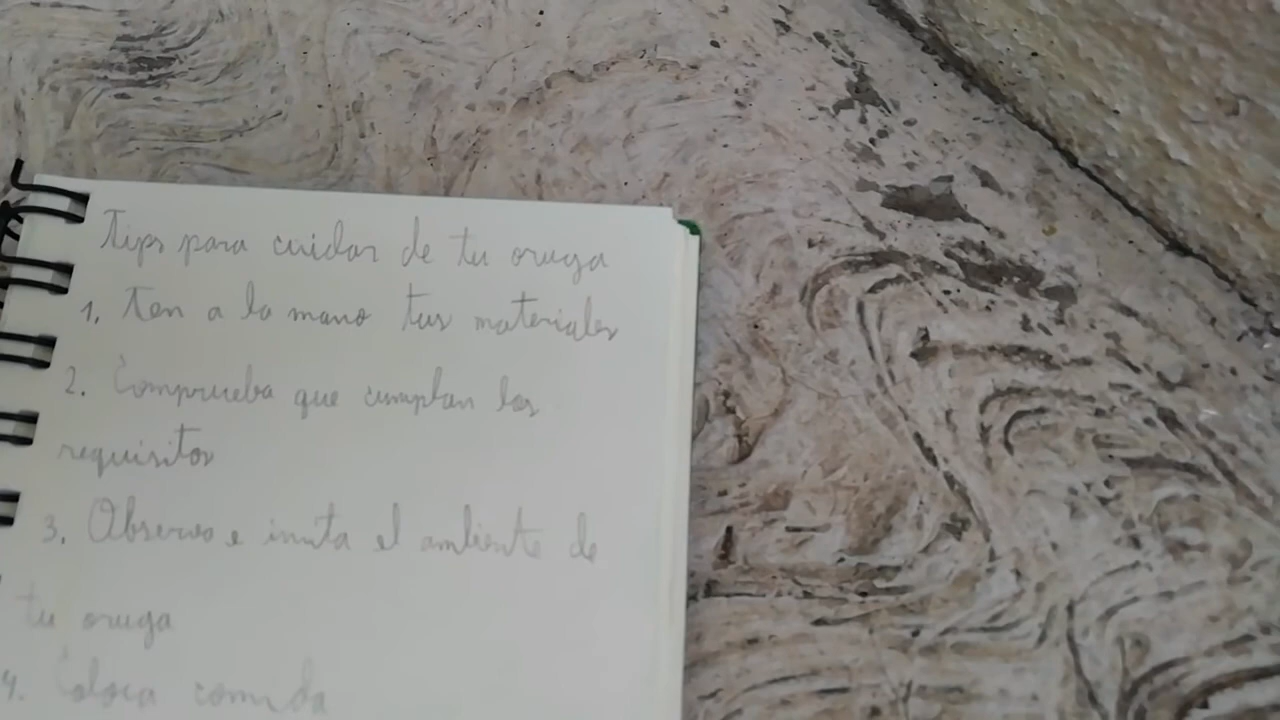 Tips para cuidar de tu oruga
1. Ten a la mano tus materiales
2. Comprueba que cumplan los
requisitos
3. Observa e imita el ambiente de
tu oruga
4. Coloca comida